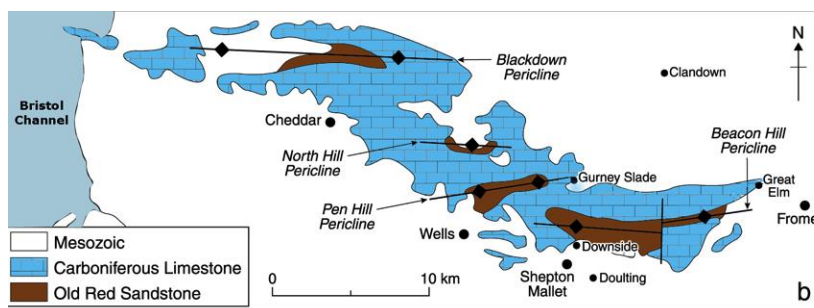 N
Blackdown
Pericline
Clandown
Bristol
Channel
Cheddar
Beacon Hill
Pericline
North Hill
Pericline
Gurney Slade
Great
Elm
Pen Hill
Pericline
Frome
Wells
Downside
Shepton
Mallet
Doulting
Mesozoic
Carboniferous Limestone
Old Red Sandstone
0 10 km
b